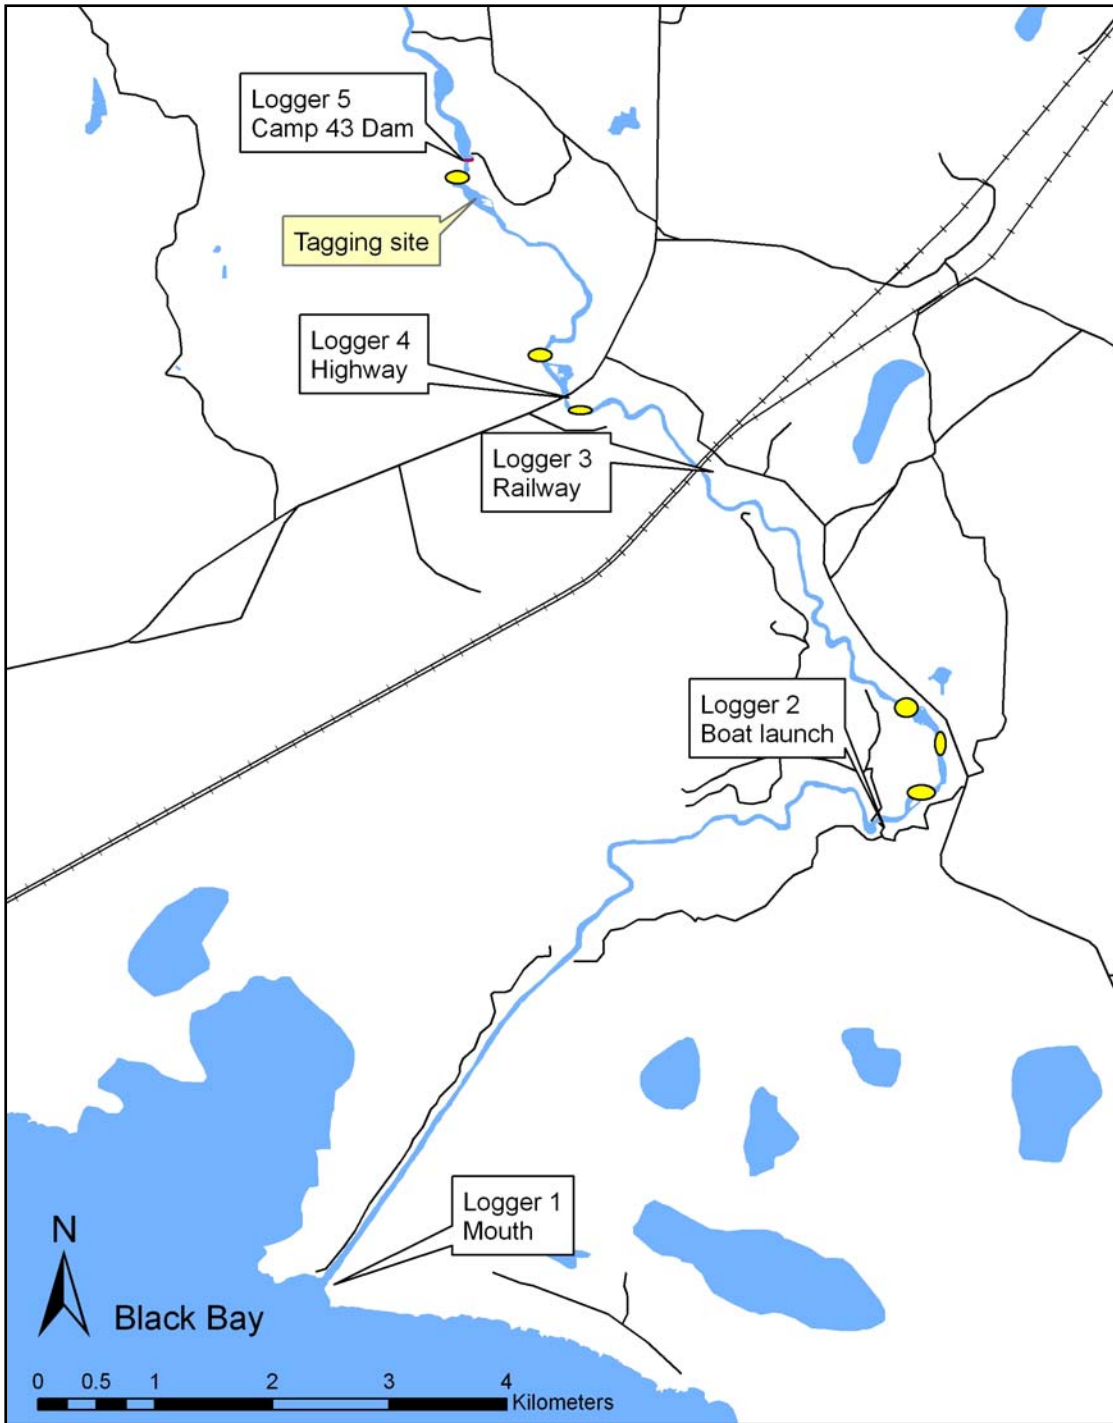 Logger 5
Camp 43 Dam
Tagging site
Logger 4
Highway
Logger 3
Railway
Logger 2
Boat launch
Logger 1
Mouth
N
Black Bay
0 0.5 1 2 3 4
Kilometers